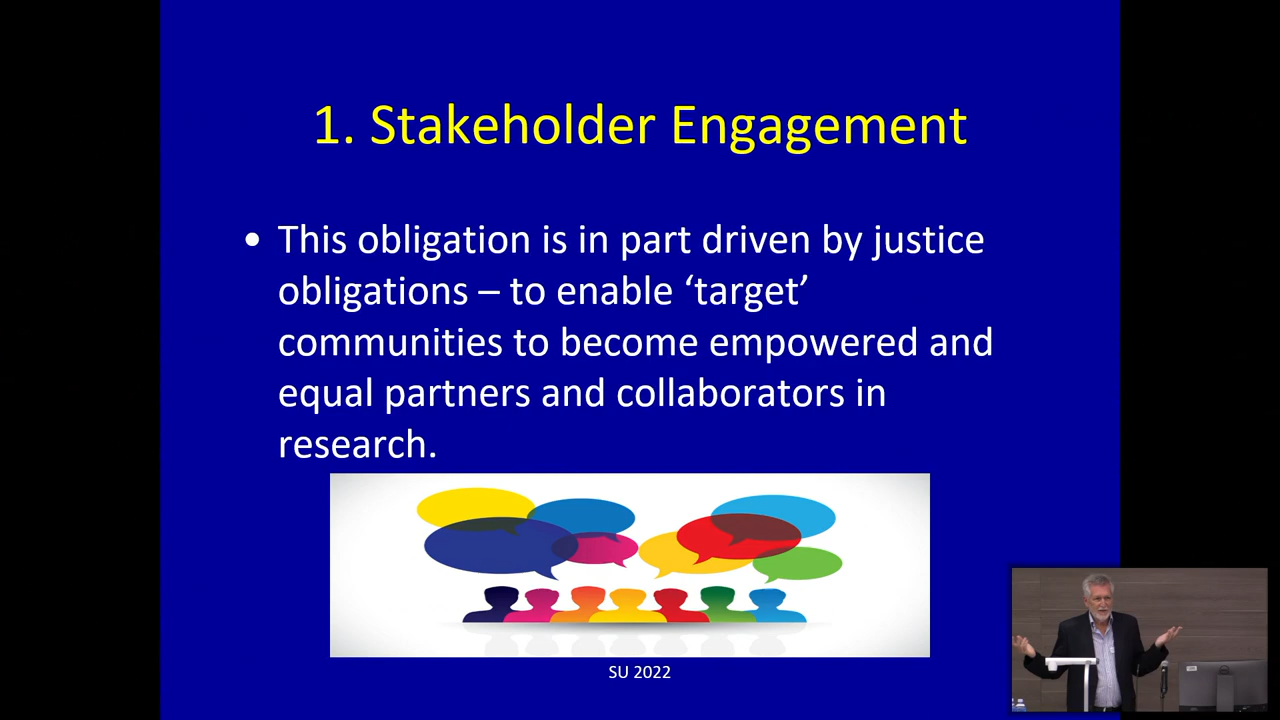 1. Stakeholder Engagement
• This obligation is in part driven by justice
obligations – to enable ‘target’
communities to become empowered and
equal partners and collaborators in
research.
SU 2022